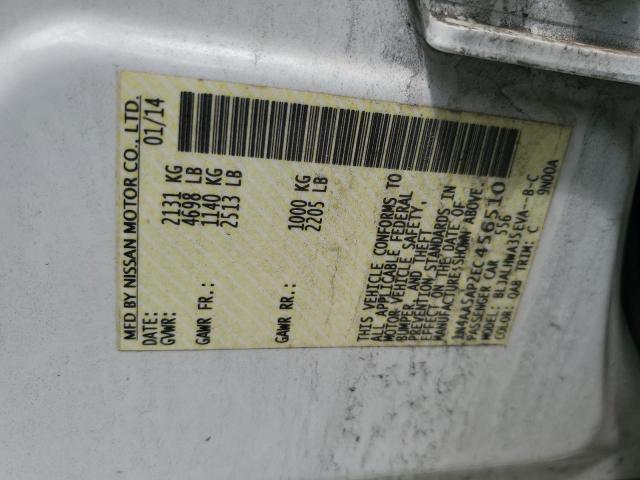 MFD BY NISSAN MOTOR CO., LTD.
DATE: 01/14
GVWR: 2131 KG
4698 LB
GAWR FR.: 1140 KG
2513 LB
GAWR RR.: 1000 KG
2205 LB
THIS VEHICLE CONFORMS TO
ALL APPLICABLE FEDERAL
MOTOR VEHICLE SAFETY,
BUMPER, AND THEFT
PREVENTION STANDARDS IN
EFFECT ON THE DATE OF
MANUFACTURE SHOWN ABOVE.
1N4AA5AP2EC456510
PASSENGER CAR 556
MODEL: BLJALHWA35EVA--B-C
COLOR: QAB TRIM: C 9N00A